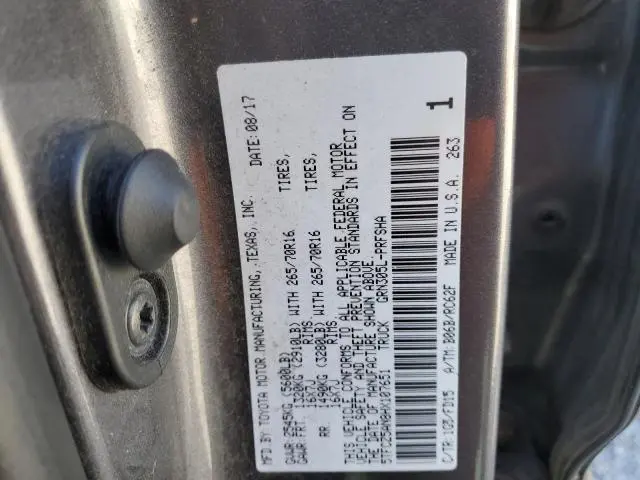 MFD BY: TOYOTA MOTOR MANUFACTURING, TEXAS, INC. DATE: 08/17
GVWR 2545KG (5600LB)
GAWR FRT. 1320KG (2910LB) WITH 265/70R16 TIRES,
16X7J RIMS,
RR. 1490KG (3280LB) WITH 265/70R16 TIRES,
16X7J RIMS,
THIS VEHICLE CONFORMS TO ALL APPLICABLE FEDERAL MOTOR
VEHICLE SAFETY AND THEFT PREVENTION STANDARDS IN EFFECT ON
THE DATE OF MANUFACTURE SHOWN ABOVE.
TRUCK GRN305L-PRFSHA
C/TR: 1G3/FD15 A/TM: B06B/RC62F MADE IN U.S.A. 263
1